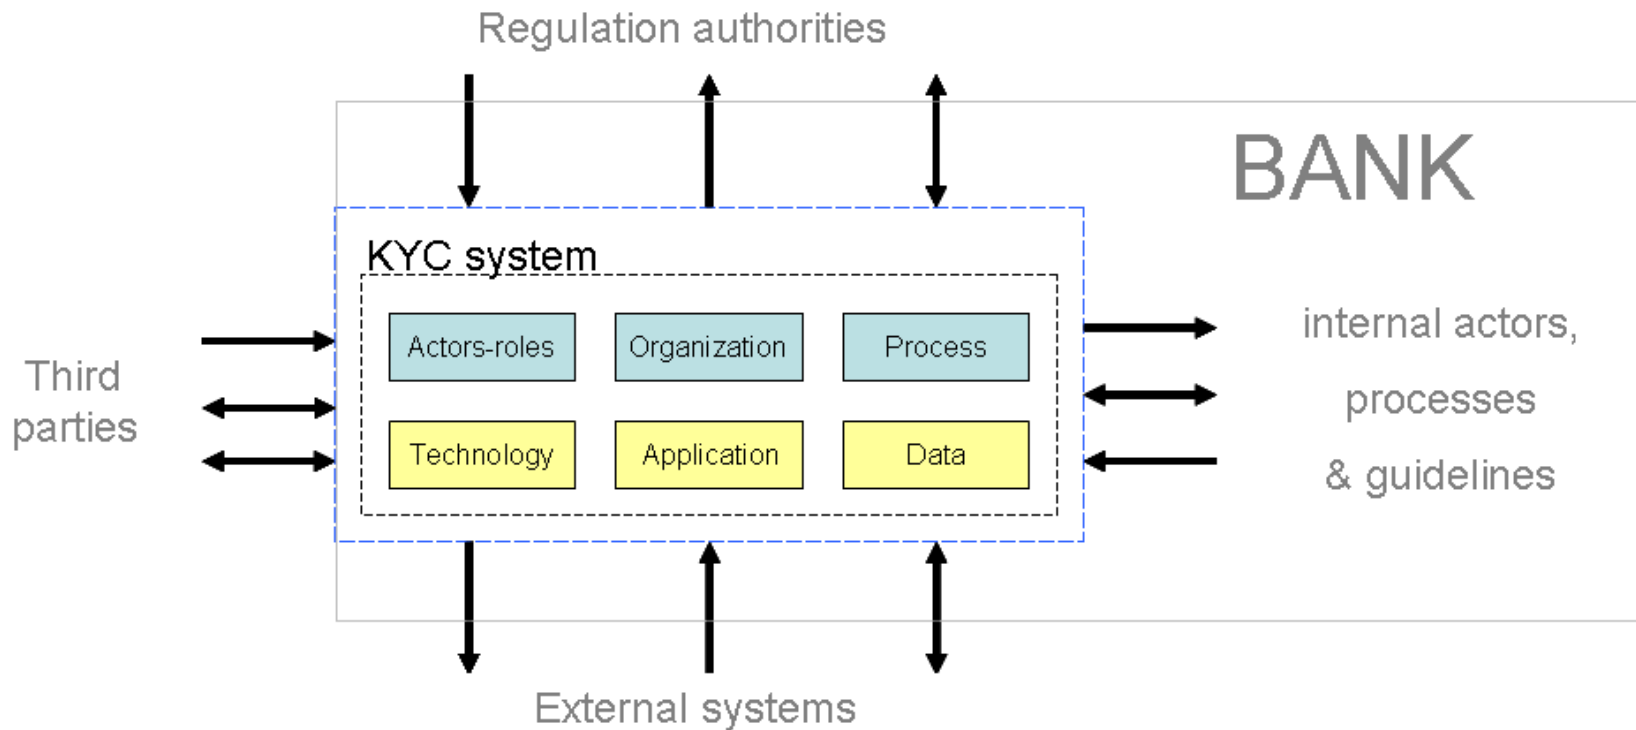 Regulation authorities
BANK
KYC system
Actors-roles
Organization
Process
Technology
Application
Data
Third
parties
internal actors,
processes
& guidelines
External systems